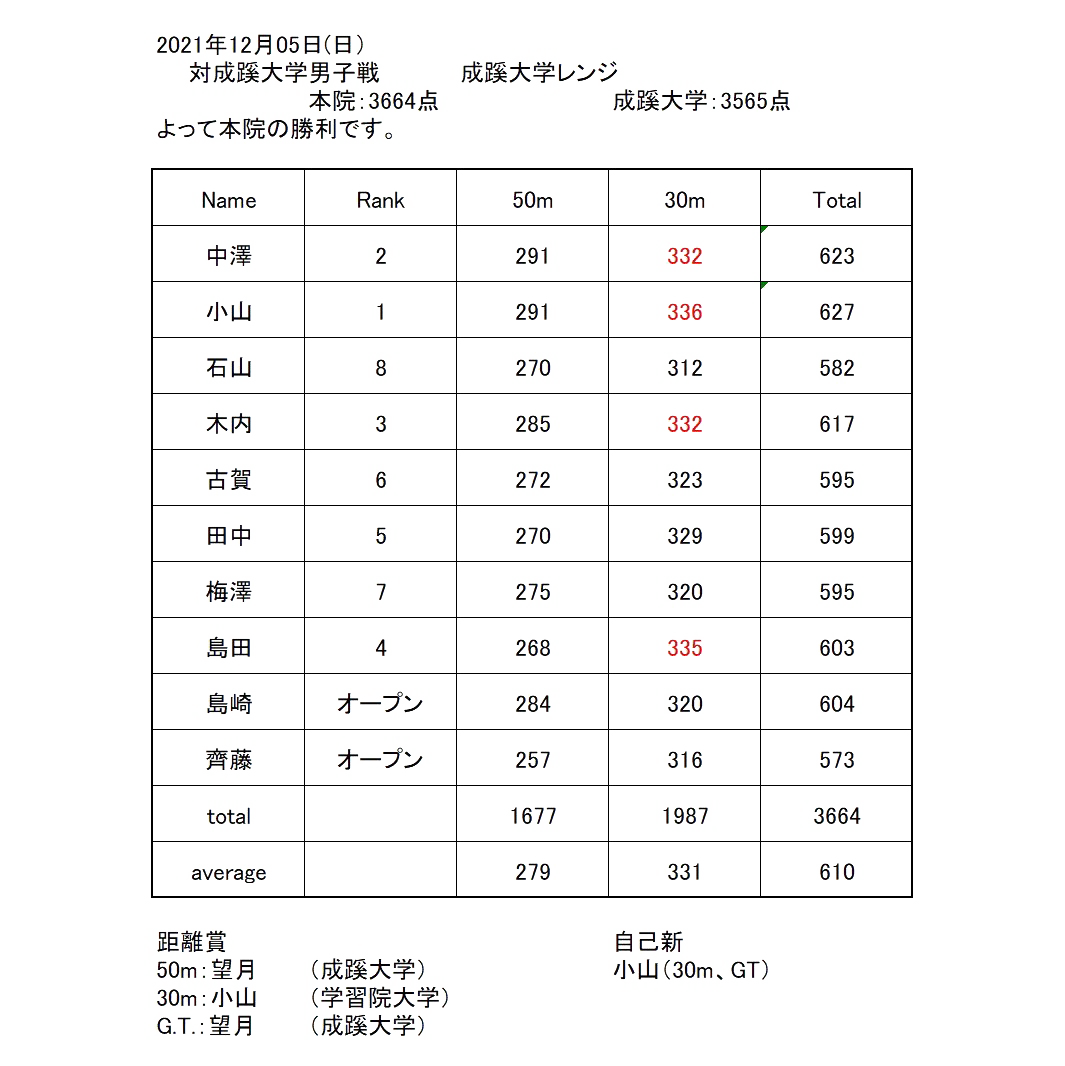 2021年12月05日(日)
対成蹊大学男子戦 成蹊大学レンジ
本院：3664点 成蹊大学：3565点
よって本院の勝利です。
Name Rank 50m 30m Total
中澤 2 291 332 623
小山 1 291 336 627
石山 8 270 312 582
木内 3 285 332 617
古賀 6 272 323 595
田中 5 270 329 599
梅澤 7 275 320 595
島田 4 268 335 603
島崎 オープン 284 320 604
齊藤 オープン 257 316 573
total 1677 1987 3664
average 279 331 610
距離賞 自己新
50m：望月 （成蹊大学） 小山（30m、GT）
30m：小山 （学習院大学）
G.T.：望月 （成蹊大学）